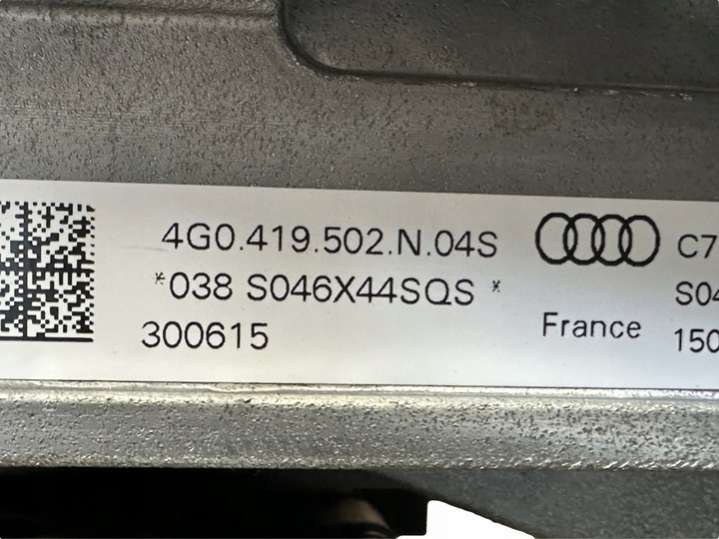 4G0.419.502.N.04S
*038 S046X44SQS *
300615
France
C7
S04
150